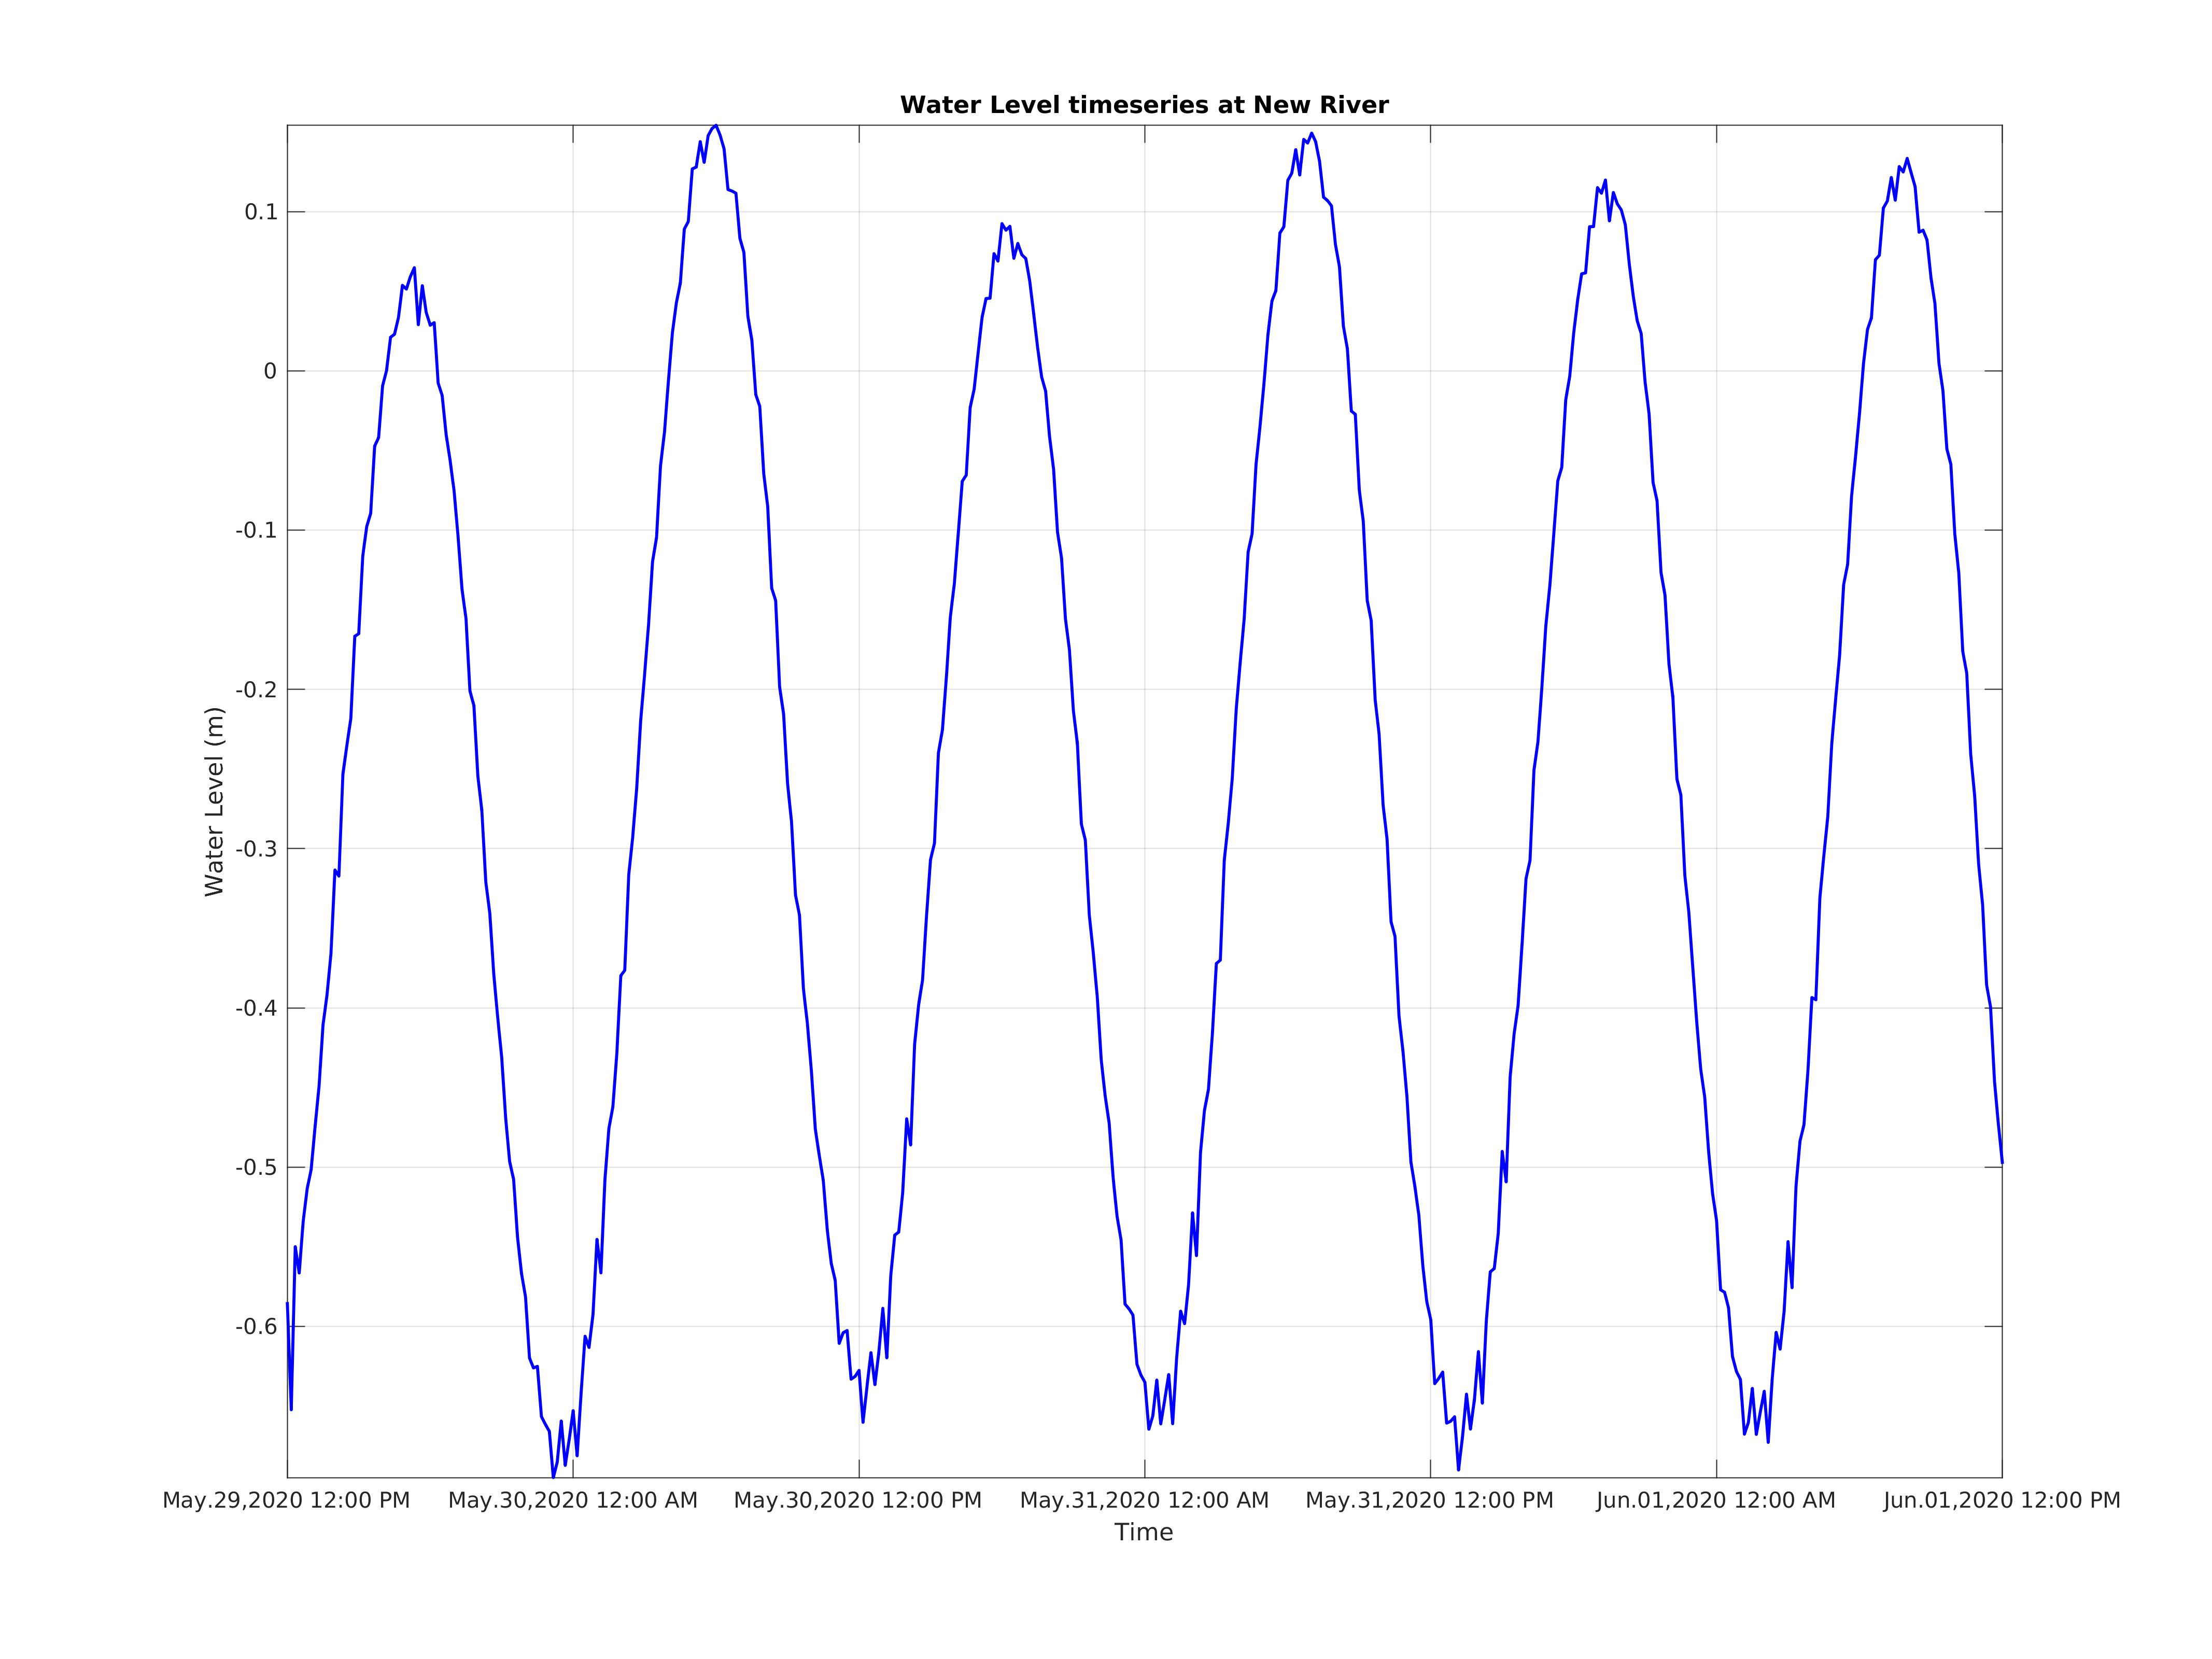 Water Level timeseries at New River
0.1
0
-0.1
-0.2
-0.3
-0.4
-0.5
-0.6
Water Level (m)
May.29,2020 12:00 PM
May.30,2020 12:00 AM
May.30,2020 12:00 PM
May.31,2020 12:00 AM
May.31,2020 12:00 PM
Jun.01,2020 12:00 AM
Jun.01,2020 12:00 PM
Time